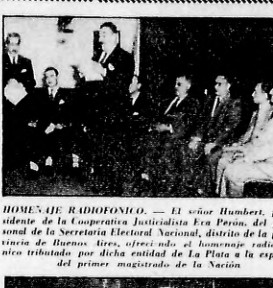 HOMENAJE RADIOFONICO. — El señor Humbert,
sidente de la Cooperativa Justicialista Eva Perón, del
sonal de la Secretaría Electoral Nacional, distrito de la
vincia de Buenos Aires, ofreciendo el homenaje radio
nico tributado por dicha entidad de La Plata a la esp
del primer magistrado de la Nación